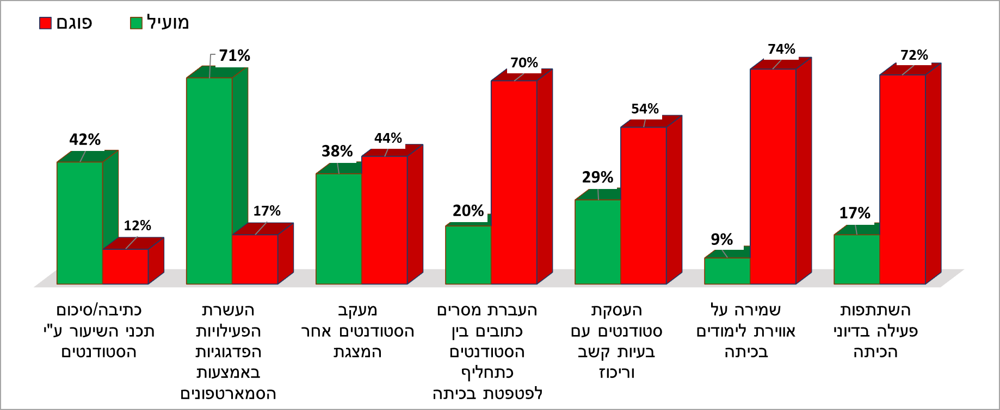 מועיל
פוגם
42%
12%
71%
17%
38%
44%
20%
70%
29%
54%
9%
74%
17%
72%
כתיבה/סיכום
תכני השיעור ע"י
הסטודנטים
העשרת
הפעילויות
הפדגוגיות
באמצעות
הסמארטפונים
מעקב
הסטודנטים אחר
המצגת
העברת מסרים
כתובים בין
הסטודנטים
כתחליף
לפטפטת בכיתה
העסקת
סטודנטים עם
בעיות קשב
וריכוז
שמירה על
אווירת לימודים
בכיתה
השתתפות
פעילה בדיוני
הכיתה